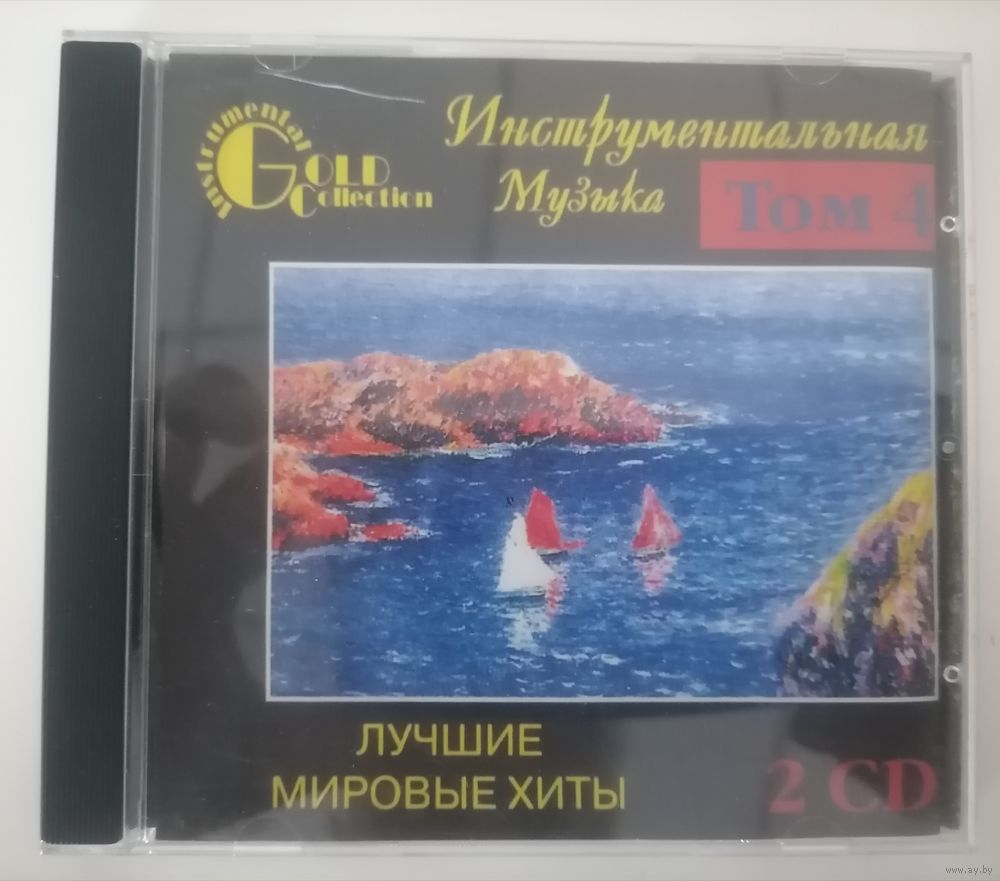 Instrumental
GOLD
Collection
Инструментальная
Музыка
Том 4
ЛУЧШИЕ
МИРОВЫЕ ХИТЫ
2 CD
www.ay.by